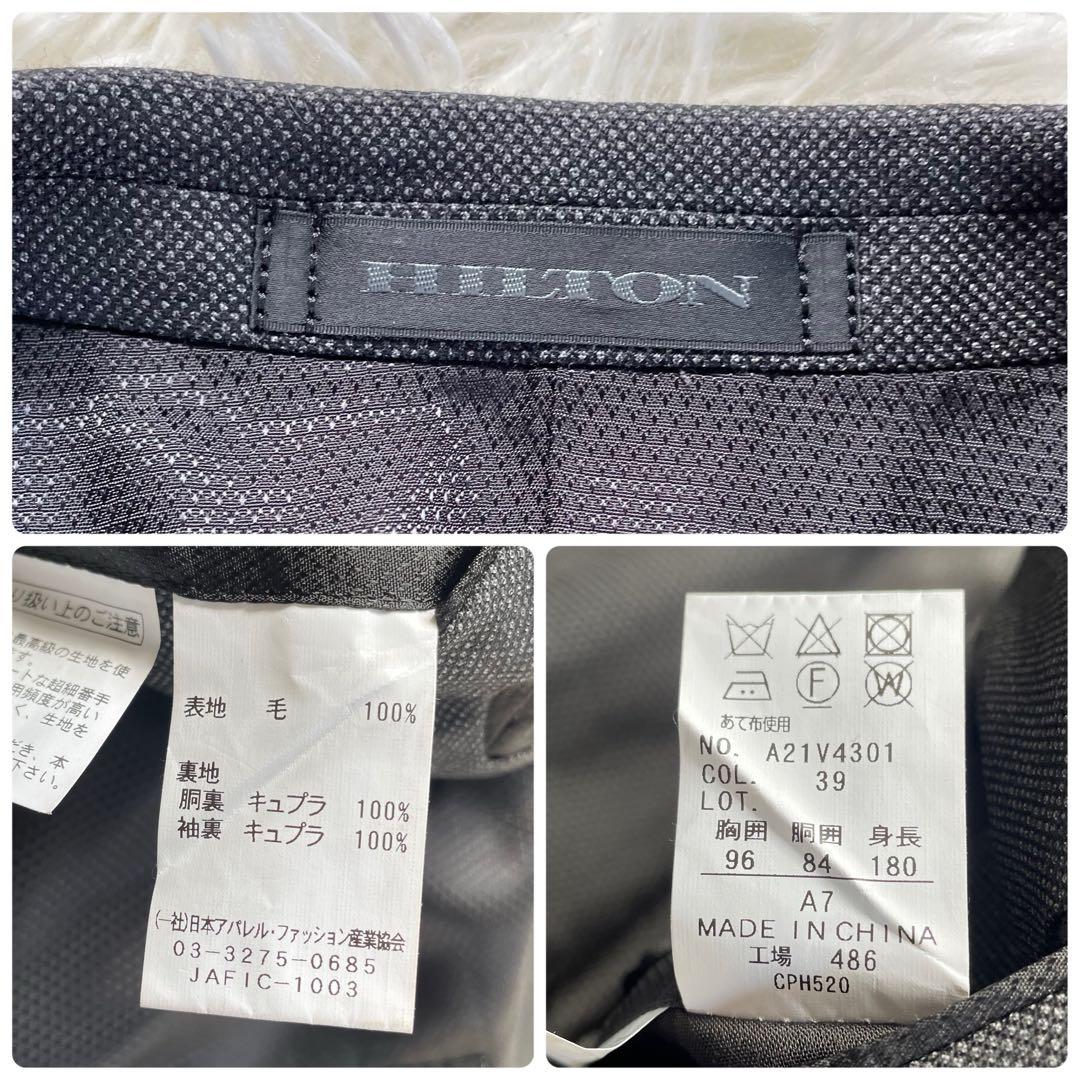 HILTON
り扱い上のご注意
最高級の生地を使
す。
ートな超細番手
用頻度が高い
く、生地を
どき、本
下さい。
表地 毛 100%
裏地
胴裏 キュプラ 100%
袖裏 キュプラ 100%
(一社)日本アパレル・ファッション産業協会
03-3275-0685
JAFIC-1003
F W
あて布使用
NO. A21V4301
COL. 39
LOT.
胸囲 胴囲 身長
96 84 180
A7
MADE IN CHINA
工場 486
CPH520